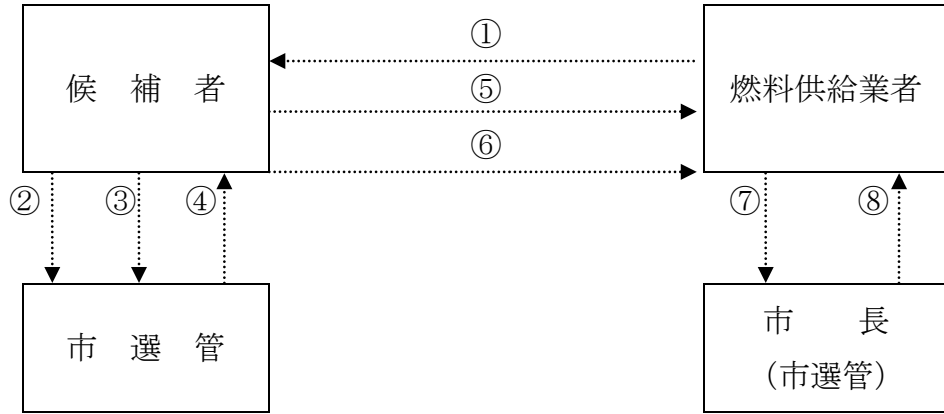 ①
候　補　者
燃料供給業者
⑤
⑥
②
③
④
⑦
⑧
市　選　管
市　　長
（市選管）